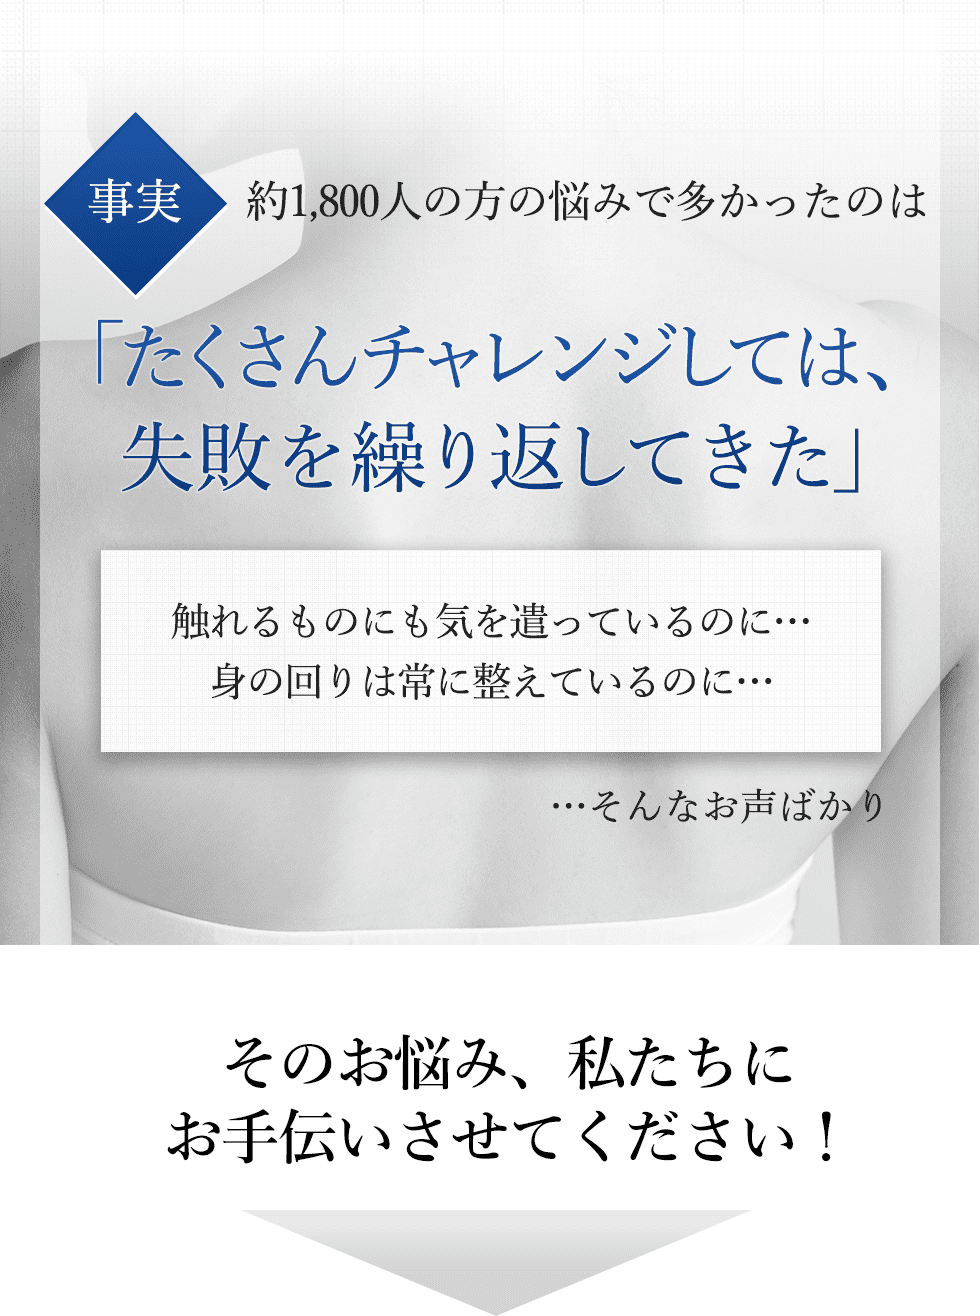 事実
約1,800人の方の悩みで多かったのは
「たくさんチャレンジしては、
失敗を繰り返してきた」
触れるものにも気を遣っているのに…
身の回りは常に整えているのに…
…そんなお声ばかり
そのお悩み、私たちに
お手伝いさせてください！